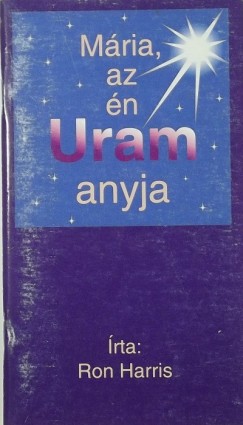 Mária,
az
én
Uram
anyja
Írta:
Ron Harris